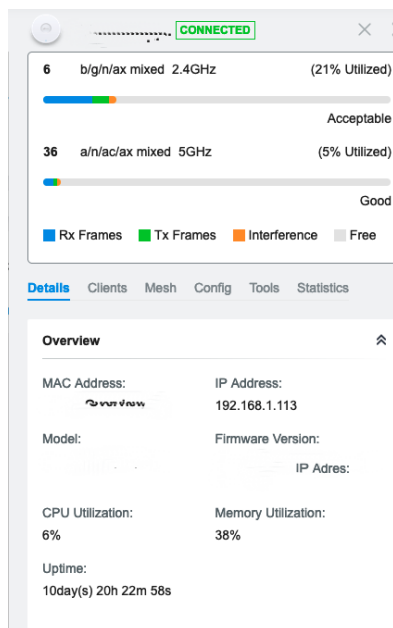 CONNECTED
6 b/g/n/ax mixed 2.4GHz (21% Utilized)
Acceptable
36 a/n/ac/ax mixed 5GHz (5% Utilized)
Good
Rx Frames Tx Frames Interference Free
Details Clients Mesh Config Tools Statistics
Overview
MAC Address: IP Address:
192.168.1.113
Model: Firmware Version:
IP Adres:
CPU Utilization: Memory Utilization:
6% 38%
Uptime:
10day(s) 20h 22m 58s